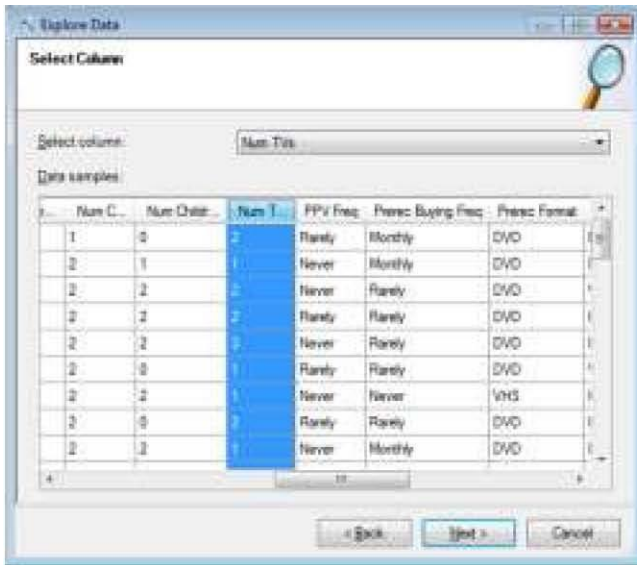 Explore Data
Select Column
Select column: Num TVs
Data samples:
Num C... Num Childr... Num T... PPV Freq Prerec Buying Freq Prerec Format
1 0 2 Rarely Monthly DVD
2 1 1 Never Monthly DVD
2 2 2 Never Rarely DVD
2 2 2 Rarely Rarely DVD
2 2 Never Rarely DVD
2 0 1 Rarely Rarely DVD
2 2 1 Never Never VHS
2 0 2 Rarely Rarely DVD
2 2 1 Never Monthly DVD
< Back Next > Cancel